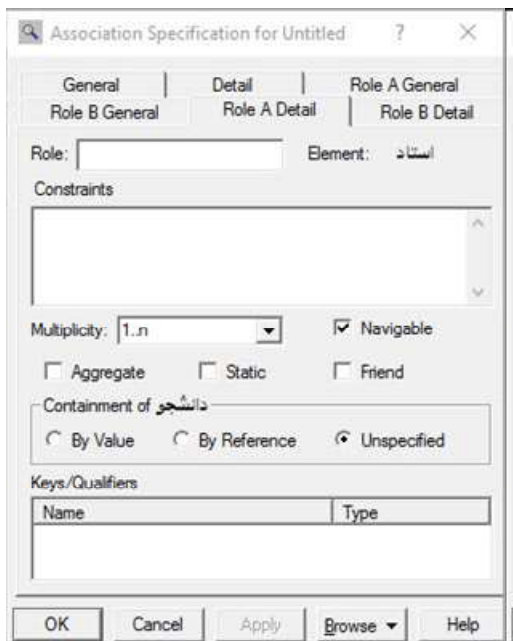 Association Specification for Untitled ? ×
General Detail Role A General
Role B General Role A Detail Role B Detail
Role: Element: استاد
Constraints
Multiplicity: 1..n Navigable
Aggregate Static Friend
Containment of دانشجو
By Value By Reference Unspecified
Keys/Qualifiers
Name Type
OK Cancel Apply Browse Help